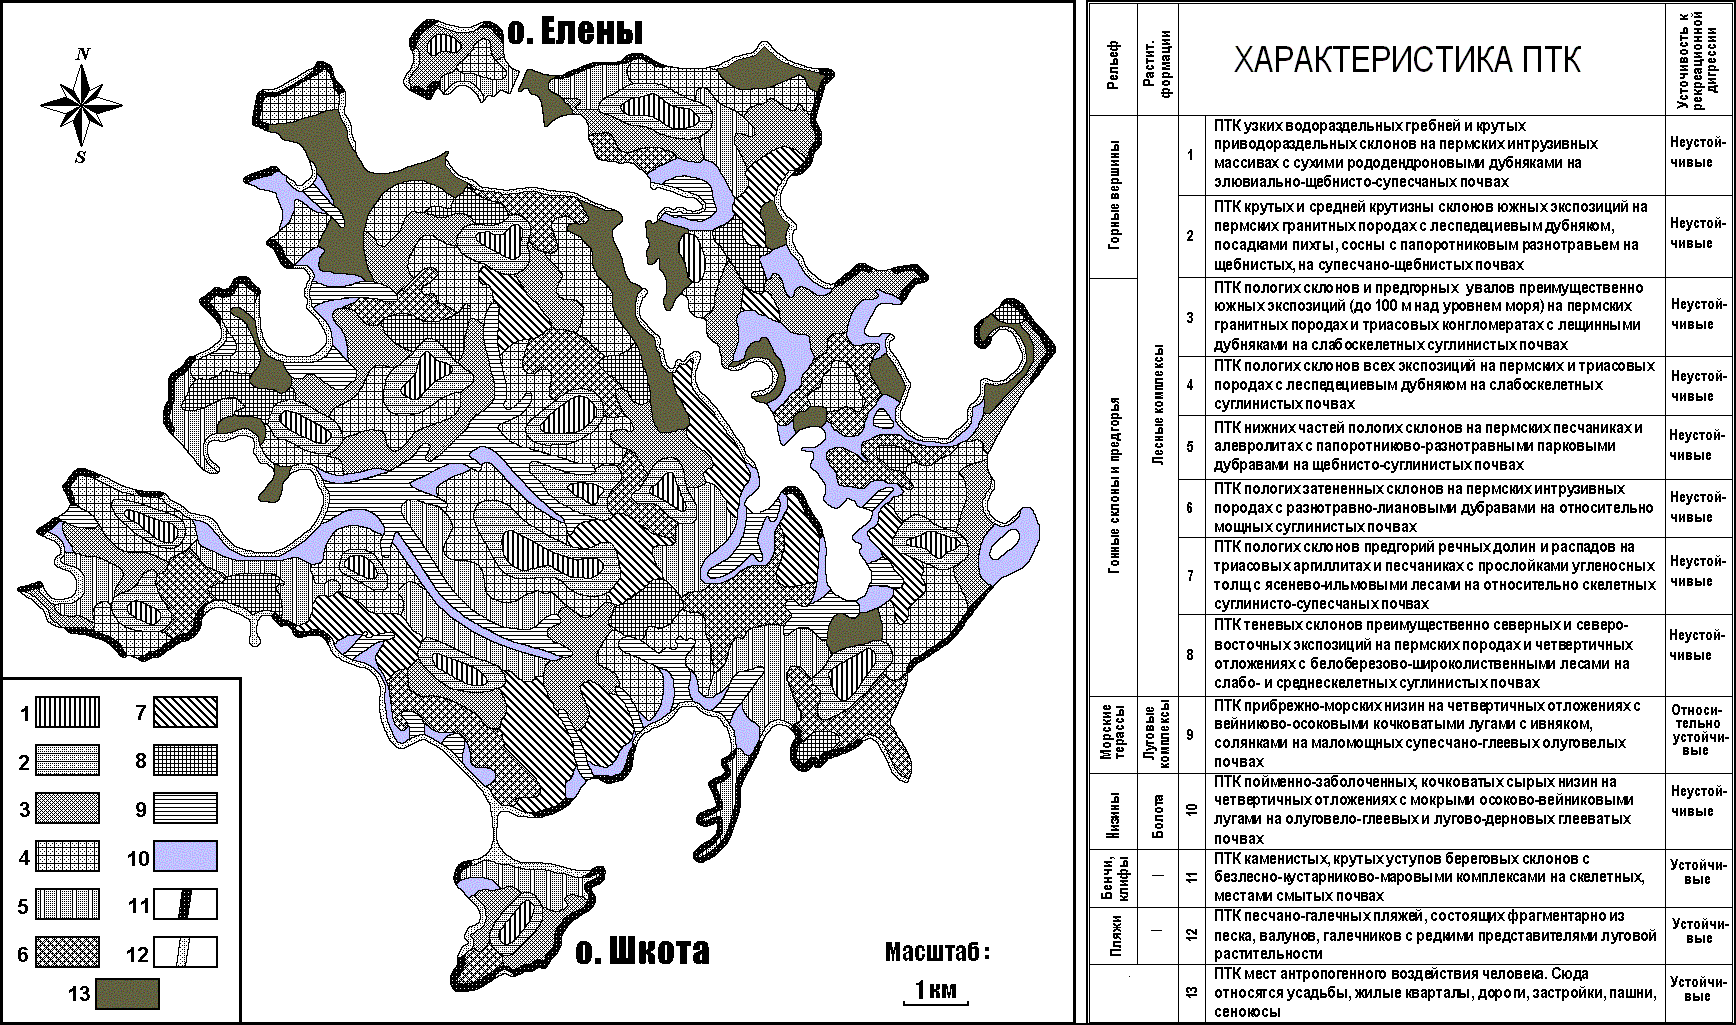 о. Елены
N
S
1
2
3
4
5
6
7
8
9
10
11
12
13
о. Шкота
Масштаб :
1 км
Рельеф
Растит.
формации
ХАРАКТЕРИСТИКА ПТК
Усточивость к
рекреационной
дигрессии
Горные вершины
Гонные склоны и предгорья
Лесные комплексы
1
ПТК узких водораздельных гребней и крутых
приводораздельных склонов на пермских интрузивных
массивах с сухими рододендроновыми дубняками на
элювиально-щебнисто-супесчаных почвах
Неустой-
чивые
2
ПТК крутых и средней крутизны склонов южных экспозиций на
пермских гранитных породах с леспедециевым дубняком,
посадками пихты, сосны с папоротниковым разнотравьем на
щебнистых, на супесчано-щебнистых почвах
Неустой-
чивые
3
ПТК пологих склонов и предгорных увалов преимущественно
южных экспозиций (до 100 м над уровнем моря) на пермских
гранитных породах и триасовых конгломератах с лещинными
дубняками на слабоскелетных суглинистых почвах
Неустой-
чивые
4
ПТК пологих склонов всех экспозиций на пермских и триасовых
породах с леспедециевым дубняком на слабоскелетных
суглинистых почвах
Неустой-
чивые
5
ПТК нижних частей пологих склонов на пермских песчаниках и
алевролитах с папоротниково-разнотравными парковыми
дубравами на щебнисто-суглинистых почвах
Неустой-
чивые
6
ПТК пологих затененных склонов на пермских интрузивных
породах с разнотравно-лиановыми дубравами на относительно
мощных суглинистых почвах
Неустой-
чивые
7
ПТК пологих склонов предгорий речных долин и распадов на
триасовых аргиллитах и песчаниках с прослойками угленосных
толщ с ясенево-ильмовыми лесами на относительно скелетных
суглинисто-супесчаных почвах
Неустой-
чивые
8
ПТК теневых склонов преимущественно северных и северо-
восточных экспозиций на пермских породах и четвертичных
отложениях с белоберезово-широколиственными лесами на
слабо- и среднескелетных суглинистых почвах
Неустой-
чивые
Морские
терассы
Луговые
комплексы
9
ПТК прибрежно-морских низин на четвертичных отложениях с
вейниково-осоковыми кочковатыми лугами с ивняком,
солянками на маломощных супесчано-глеевых олуговелых
почвах
Относи-
тельно
устойчи-
вые
Низины
Болота
10
ПТК пойменно-заболоченных, кочковатых сырых низин на
четвертичных отложениях с мокрыми осоково-вейниковыми
лугами на олуговело-глеевых и лугово-дерновых глееватых
почвах
Неустой-
чивые
Бенчи,
клифы
—
11
ПТК каменистых, крутых уступов береговых склонов с
безлесно-кустарниково-маровыми комплексами на скелетных,
местами смытых почвах
Устойчи-
вые
Пляжи
—
12
ПТК песчано-галечных пляжей, состоящих фрагментарно из
песка, валунов, галечников с редкими представителями луговой
растительности
Устойчи-
вые
13
ПТК мест антропогенного воздействия человека. Сюда
относятся усадьбы, жилые кварталы, дороги, застройки, пашни,
сенокосы
Устойчи-
вые